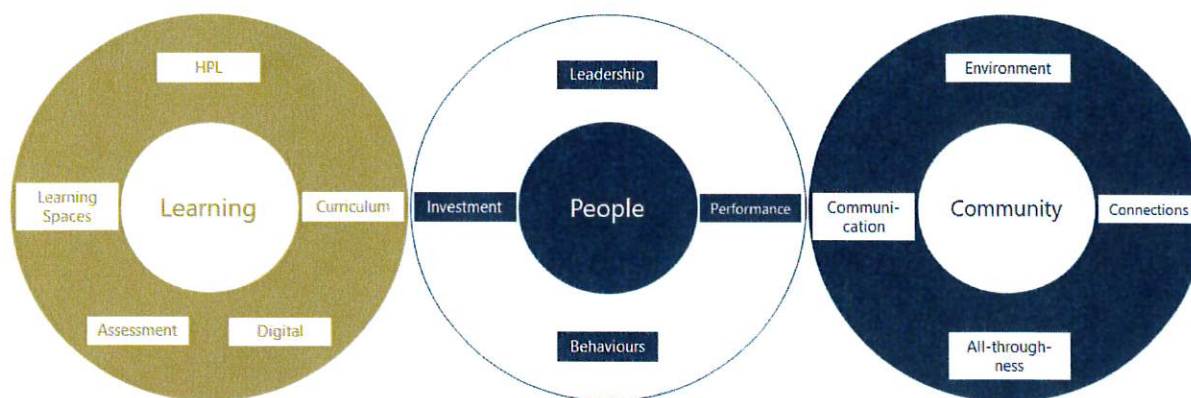 HPL
Learning
Spaces
Learning
Curriculum
Assessment
Digital
Leadership
Investment
People
Performance
Behaviours
Environment
Communi-
cation
Community
Connections
All-through-
ness